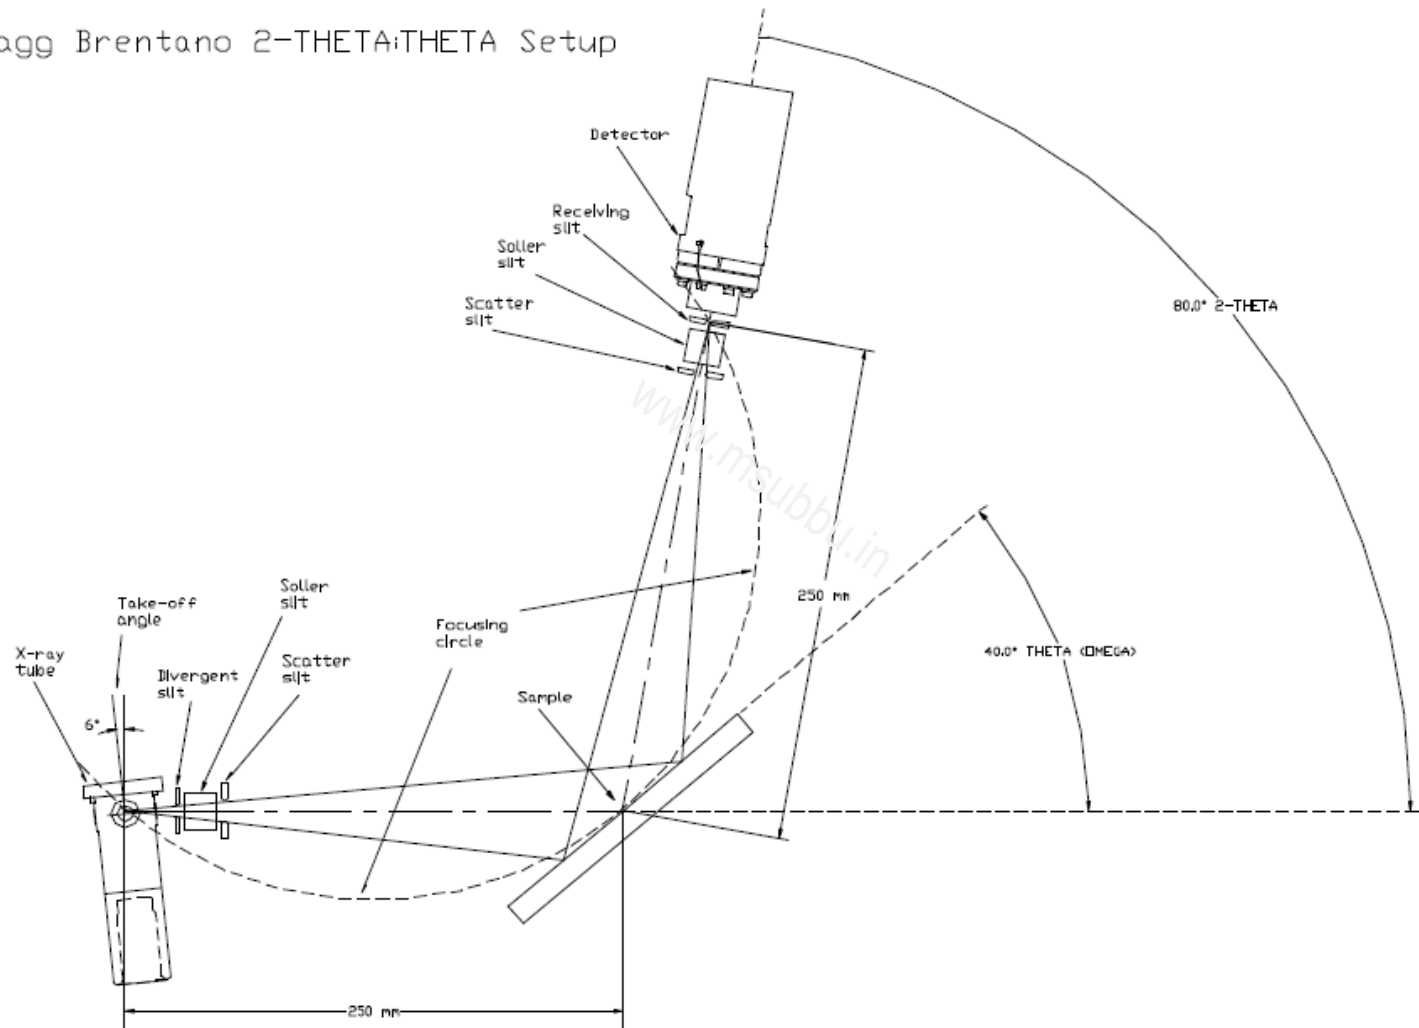 agg Brentano 2-THETA:THETA Setup
Detector
Receiving
slit
Soller
slit
Scatter
slit
80.0° 2-THETA
www.msubbu.in
250 mm
Soller
slit
Take-off
angle
Focusing
circle
40.0° THETA (OMEGA)
X-ray
tube
Divergent
slit
Scatter
slit
Sample
6°
250 mm